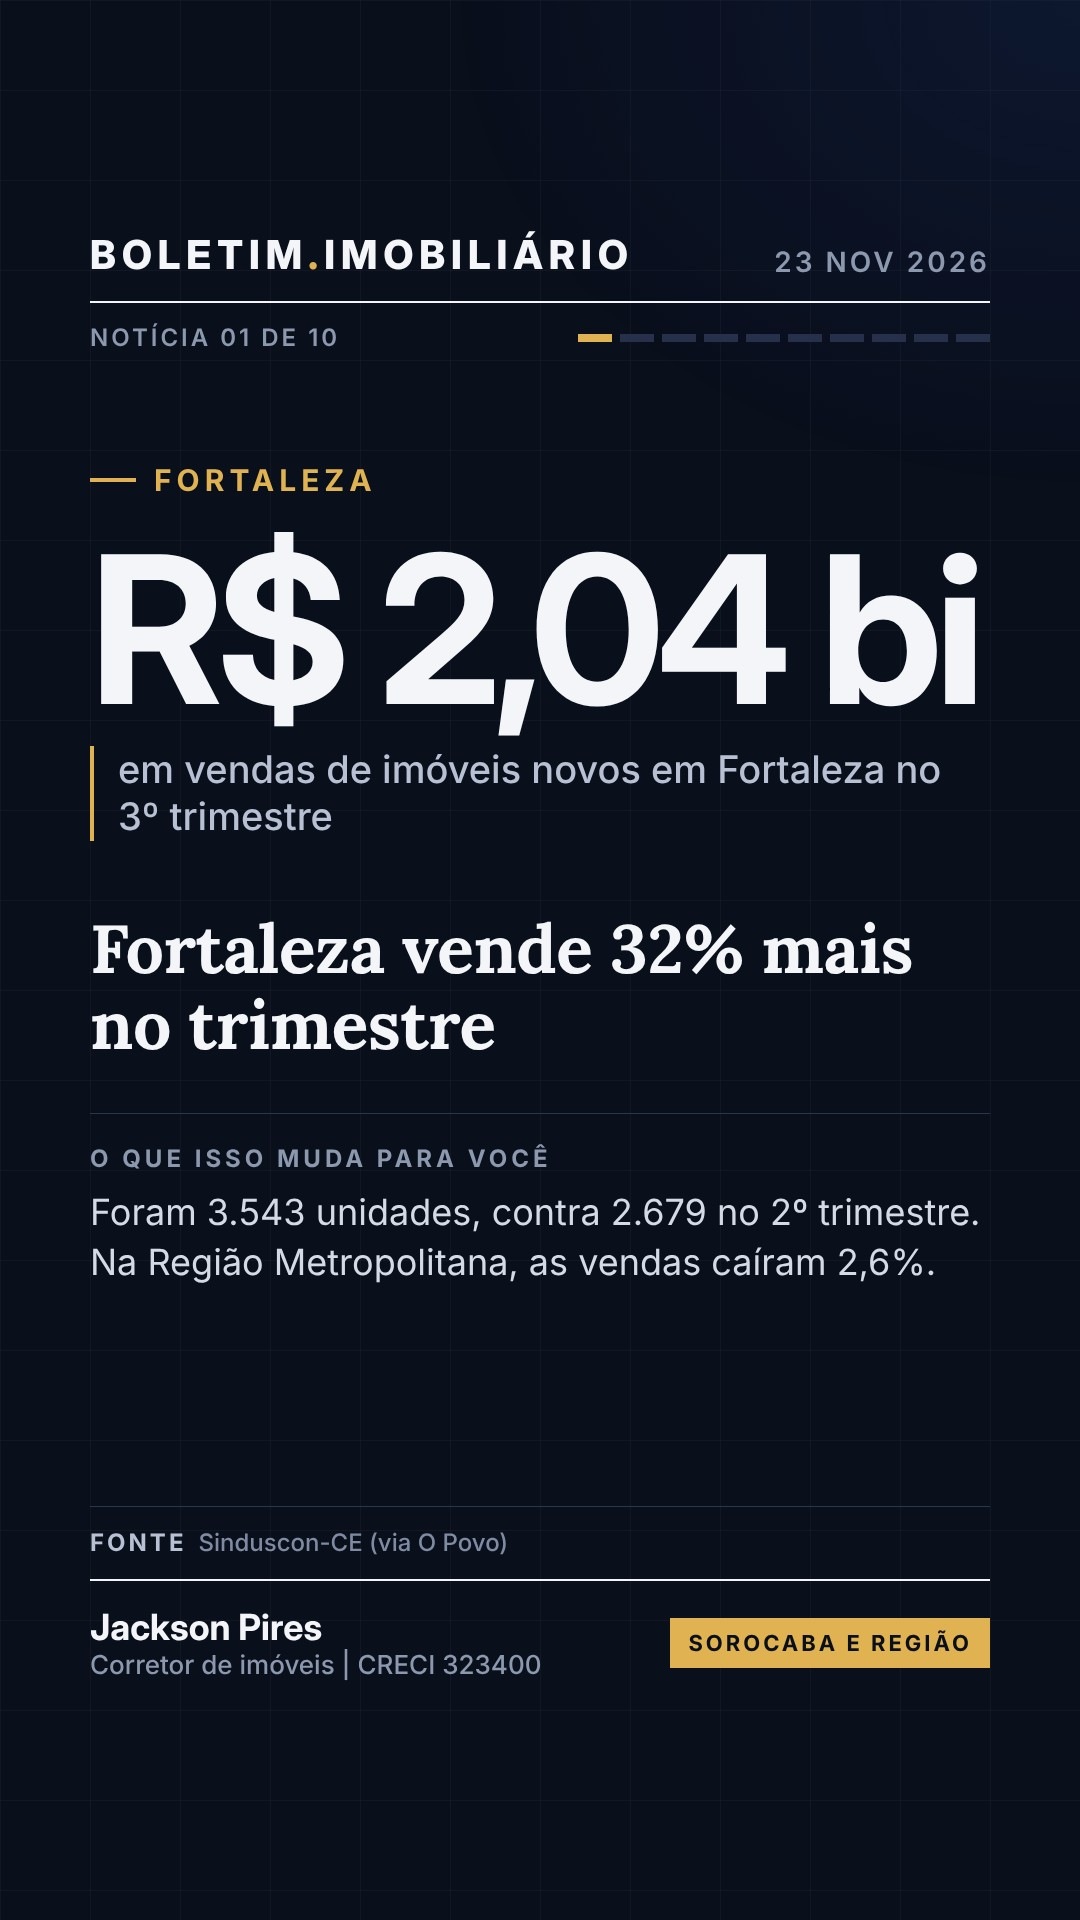 BOLETIM.IMOBILIÁRIO
23 NOV 2026
NOTÍCIA 01 DE 10
FORTALEZA
R$ 2,04 bi
em vendas de imóveis novos em Fortaleza no
3º trimestre
Fortaleza vende 32% mais
no trimestre
O QUE ISSO MUDA PARA VOCÊ
Foram 3.543 unidades, contra 2.679 no 2º trimestre.
Na Região Metropolitana, as vendas caíram 2,6%.
FONTE Sinduscon-CE (via O Povo)
Jackson Pires
Corretor de imóveis | CRECI 323400
SOROCABA E REGIÃO